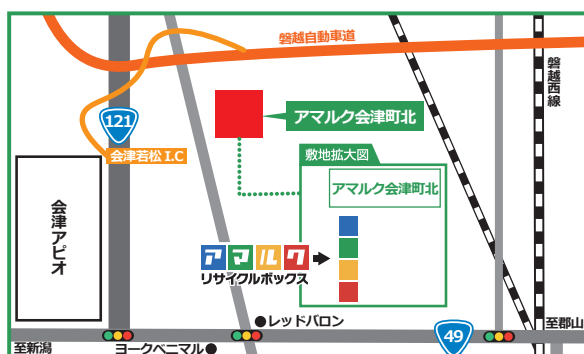 磐越自動車道
磐越西線
121
アマルク会津町北
会津若松 I.C
敷地拡大図
アマルク会津町北
会津アピオ
アマルク
リサイクルボックス
レッドバロン
至新潟
ヨークベニマル
49
至郡山